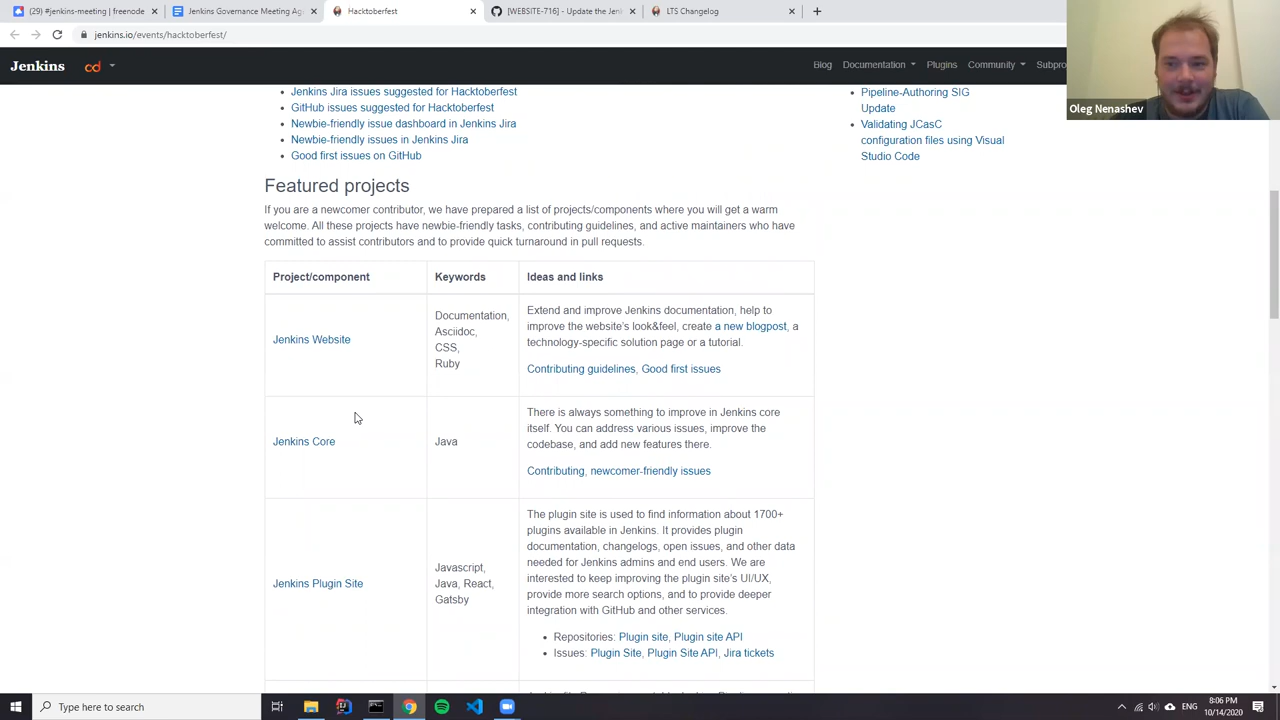 (29) #jenkins-meeting | freenode
Jenkins Governance Meeting Age
Hacktoberfest
[WEBSITE-716] - Update the Jen
LTS Changelog
jenkins.io/events/hacktoberfest/
Jenkins
cd
Blog
Documentation
Plugins
Community
Subpro
Oleg Nenashev
Jenkins Jira issues suggested for Hacktoberfest
GitHub issues suggested for Hacktoberfest
Newbie-friendly issue dashboard in Jenkins Jira
Newbie-friendly issues in Jenkins Jira
Good first issues on GitHub
Pipeline-Authoring SIG
Update
Validating JCasC
configuration files using Visual
Studio Code
Featured projects
If you are a newcomer contributor, we have prepared a list of projects/components where you will get a warm
welcome. All these projects have newbie-friendly tasks, contributing guidelines, and active maintainers who have
committed to assist contributors and to provide quick turnaround in pull requests.
Project/component
Keywords
Ideas and links
Jenkins Website
Documentation,
Asciidoc,
CSS,
Ruby
Extend and improve Jenkins documentation, help to
improve the website's look&feel, create a new blogpost, a
technology-specific solution page or a tutorial.
Contributing guidelines, Good first issues
Jenkins Core
Java
There is always something to improve in Jenkins core
itself. You can address various issues, improve the
codebase, and add new features there.
Contributing, newcomer-friendly issues
Jenkins Plugin Site
Javascript,
Java, React,
Gatsby
The plugin site is used to find information about 1700+
plugins available in Jenkins. It provides plugin
documentation, changelogs, open issues, and other data
needed for Jenkins admins and end users. We are
interested to keep improving the plugin site's UI/UX,
provide more search options, and to provide deeper
integration with GitHub and other services.
Repositories: Plugin site, Plugin site API
Issues: Plugin Site, Plugin Site API, Jira tickets
Type here to search
ENG
8:06 PM
10/14/2020